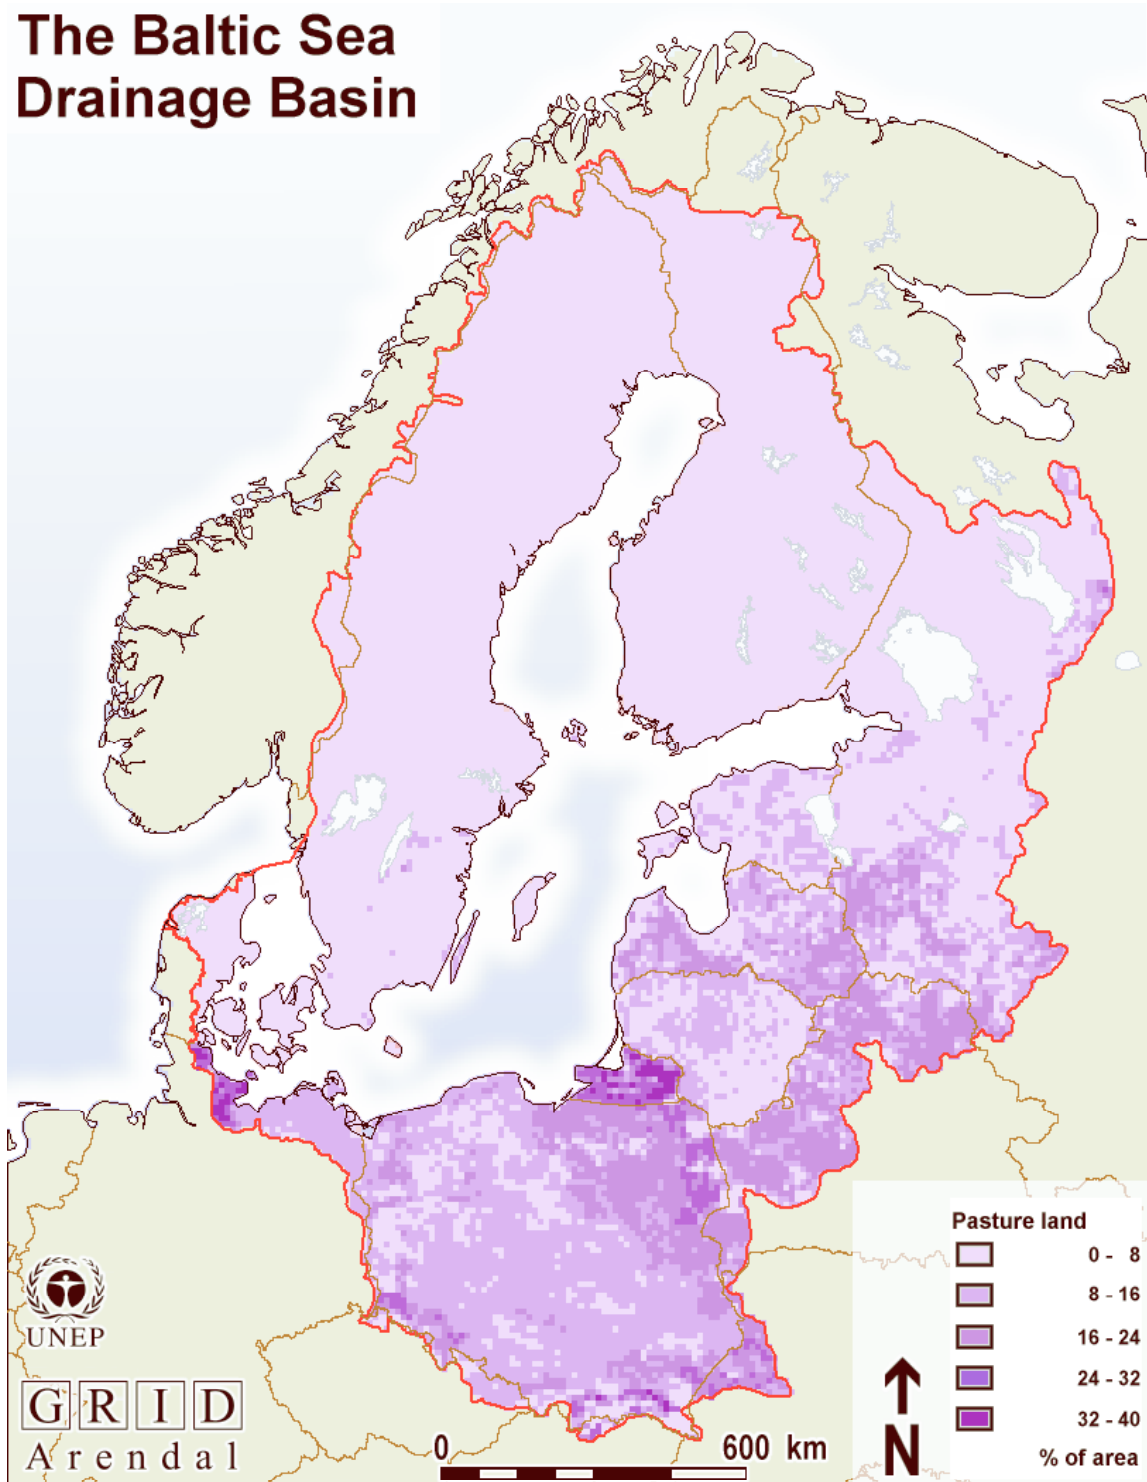 The Baltic Sea
Drainage Basin
Pasture land
0 - 8
8 - 16
16 - 24
24 - 32
32 - 40
% of area
UNEP
GRID
Arendal
0 600 km
N